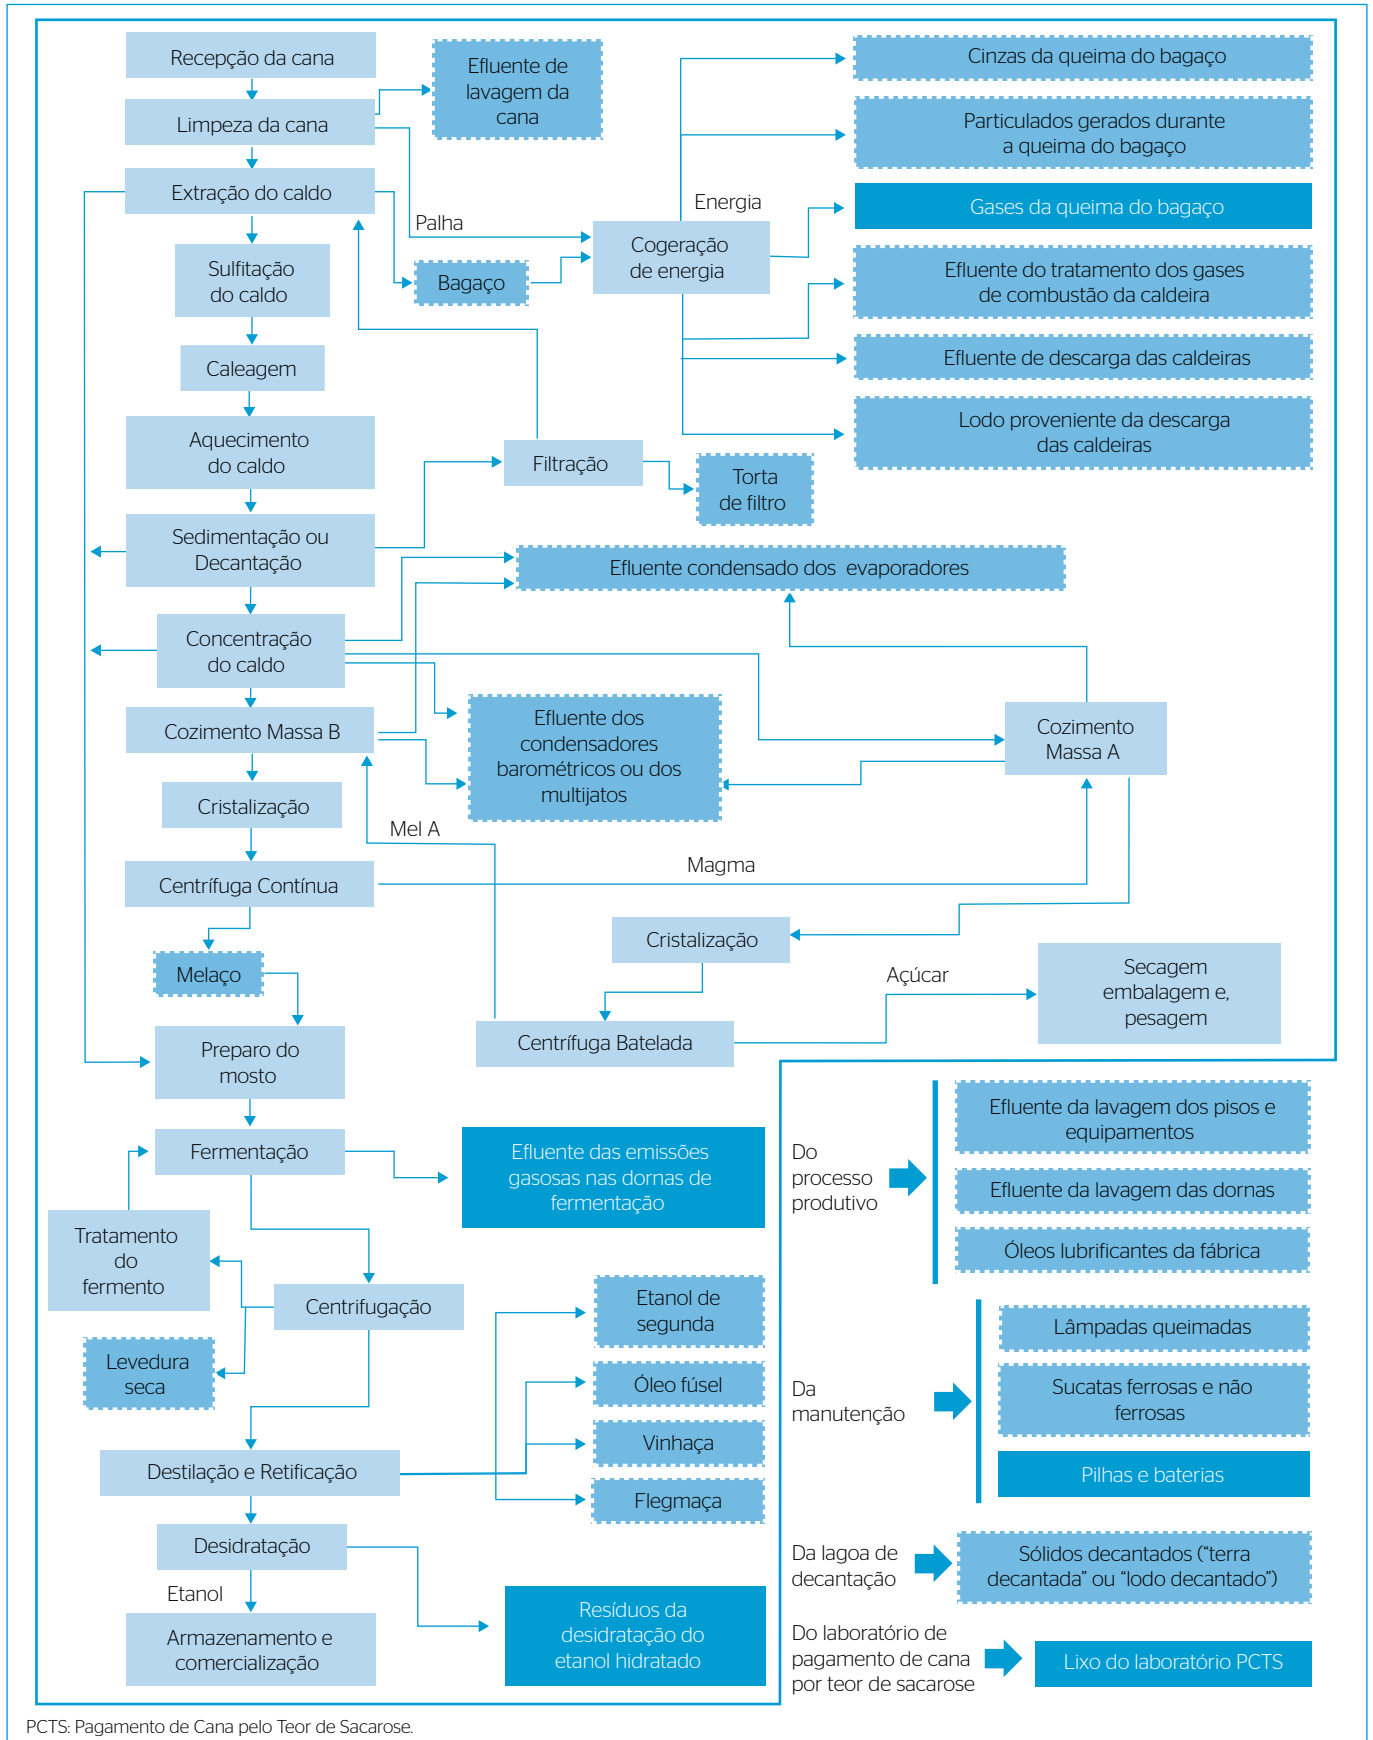 Recepção da cana
Limpeza da cana
Efluente de
lavagem da
cana
Extração do caldo
Palha
Bagaço
Sulfitação
do caldo
Caleagem
Aquecimento
do caldo
Sedimentação ou
Decantação
Filtração
Torta
de filtro
Energia
Cogeração
de energia
Cinzas da queima do bagaço
Particulados gerados durante
a queima do bagaço
Gases da queima do bagaço
Efluente do tratamento dos gases
de combustão da caldeira
Efluente de descarga das caldeiras
Lodo proveniente da descarga
das caldeiras
Efluente condensado dos evaporadores
Concentração
do caldo
Cozimento Massa B
Efluente dos
condensadores
barométricos ou dos
multijatos
Cozimento
Massa A
Cristalização
Mel A
Centrífuga Contínua
Magma
Melaço
Cristalização
Açúcar
Secagem
embalagem e,
pesagem
Centrífuga Batelada
Preparo do
mosto
Fermentação
Efluente das emissões
gasosas nas dornas de
fermentação
Tratamento
do
fermento
Centrifugação
Levedura
seca
Etanol de
segunda
Óleo fúsel
Vinhaça
Flegmaça
Destilação e Retificação
Desidratação
Etanol
Armazenamento e
comercialização
Resíduos da
desidratação do
etanol hidratado
Do
processo
produtivo
Efluente da lavagem dos pisos e
equipamentos
Efluente da lavagem das dornas
Óleos lubrificantes da fábrica
Da
manutenção
Lâmpadas queimadas
Sucatas ferrosas e não
ferrosas
Pilhas e baterias
Da lagoa de
decantação
Sólidos decantados (“terra
decantada” ou “lodo decantado”)
Do laboratório de
pagamento de cana
por teor de sacarose
Lixo do laboratório PCTS
PCTS: Pagamento de Cana pelo Teor de Sacarose.